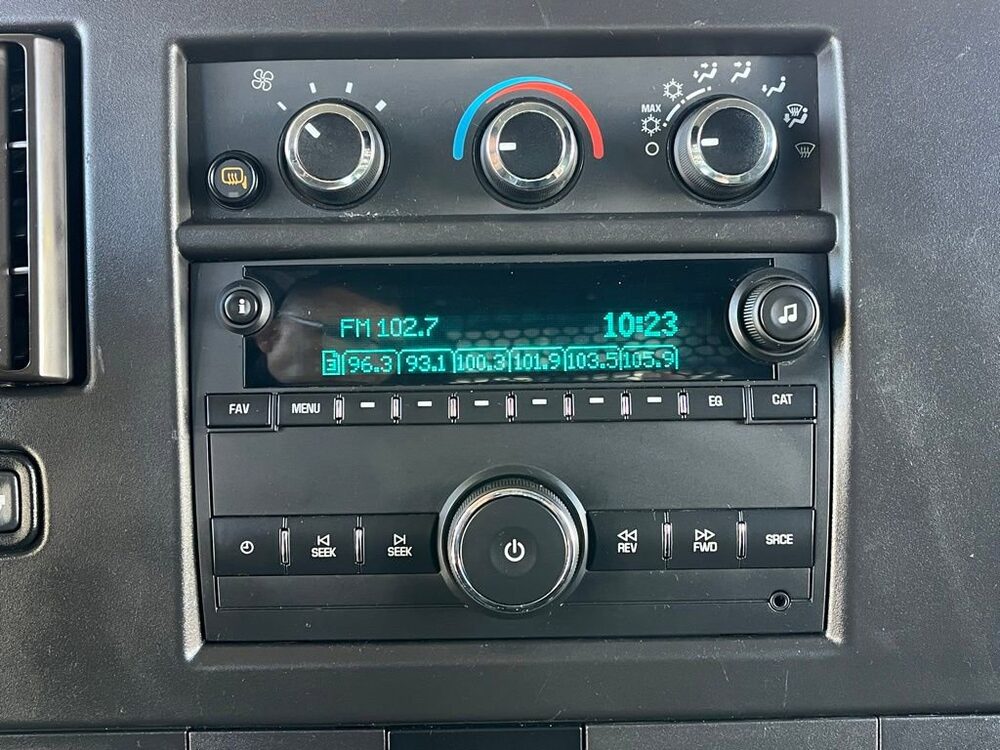 MAX
FM 102.7 10:23
3 96.3 93.1 100.3 101.9 103.5 105.9
FAV MENU EQ CAT
SEEK SEEK REV FWD SRCE